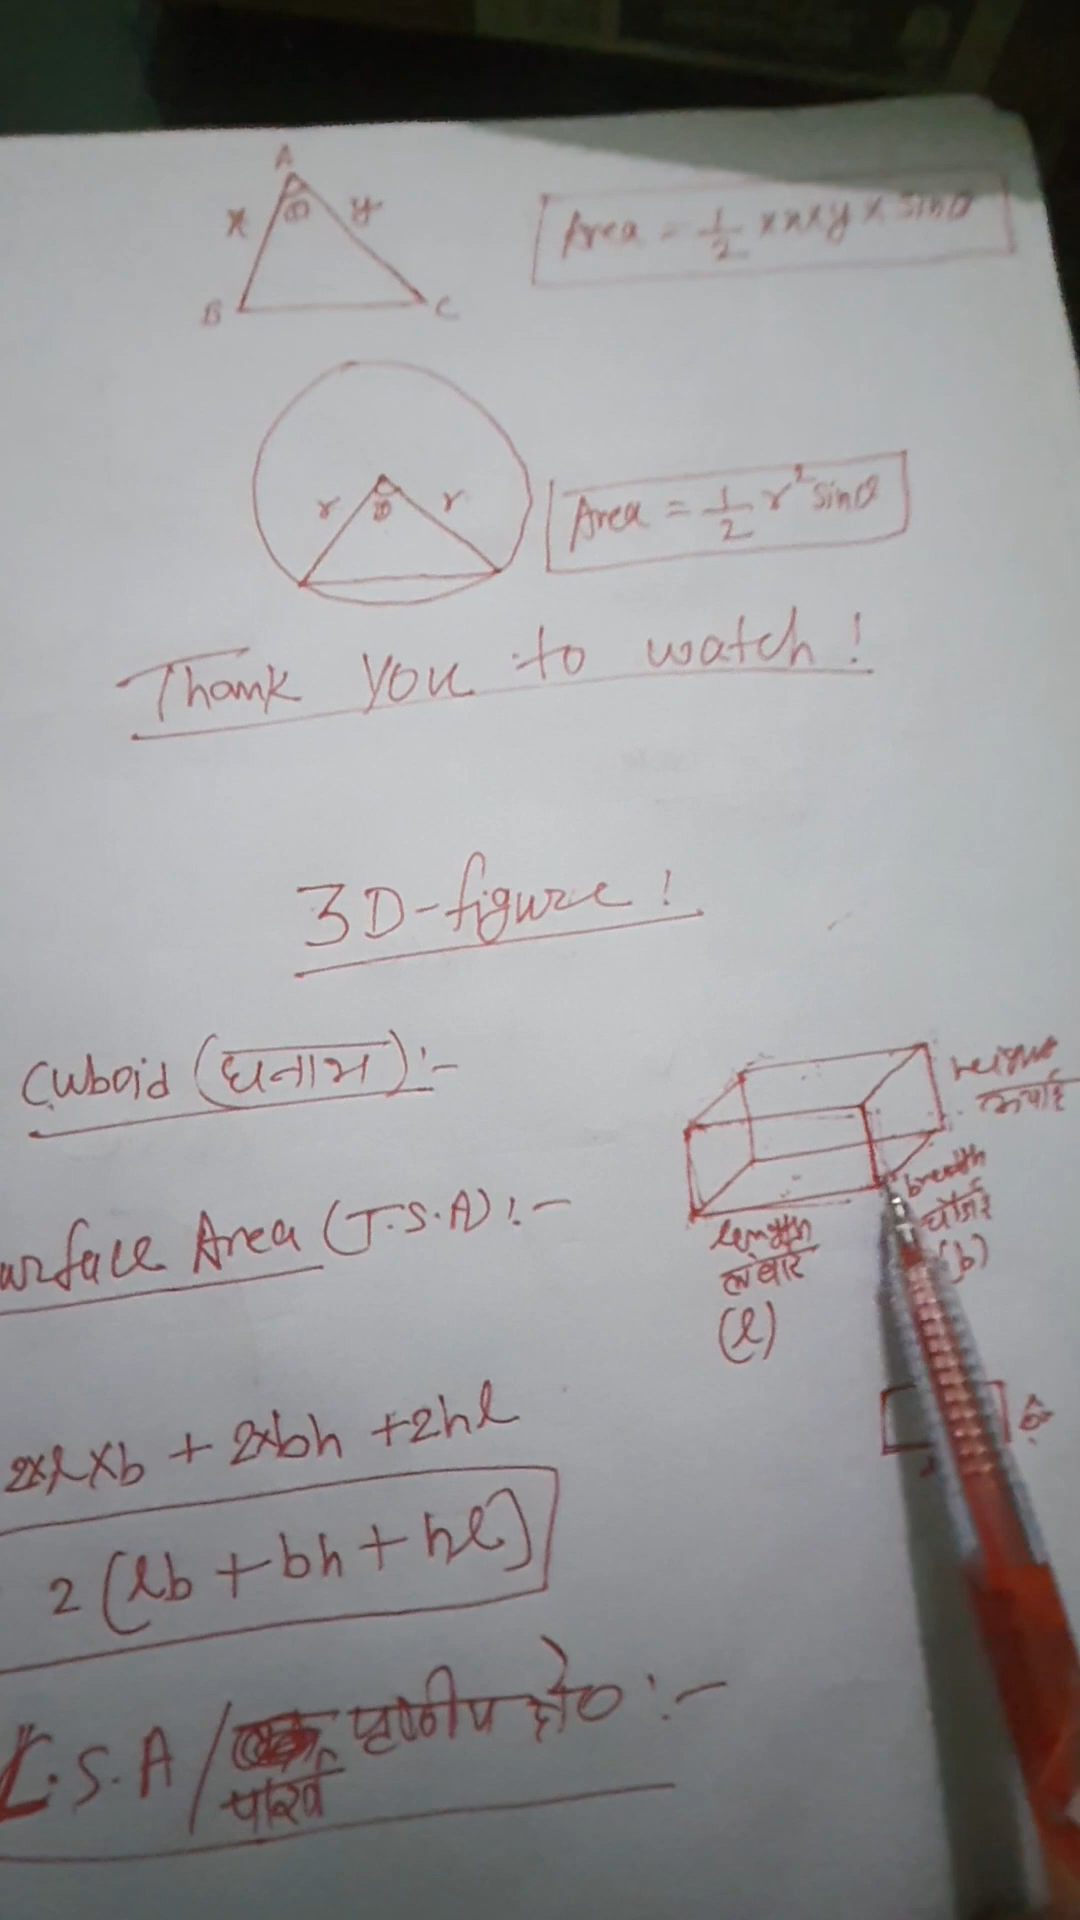 A
x θ y
B C
Area = 1/2 × x × y × sinθ
r θ r
Area = 1/2 r² sinθ
Thank you to watch !
3D-figure !
Cuboid (घनाभ) :-
height
breadth
चौड़ाई
(b)
length
लंबाई
(l)
urface Area (T.S.A) :-
2×l×b + 2×bh + 2hl
2 (lb + bh + hl)
L.S.A / पार्श्व पृष्ठीय क्षे० :-